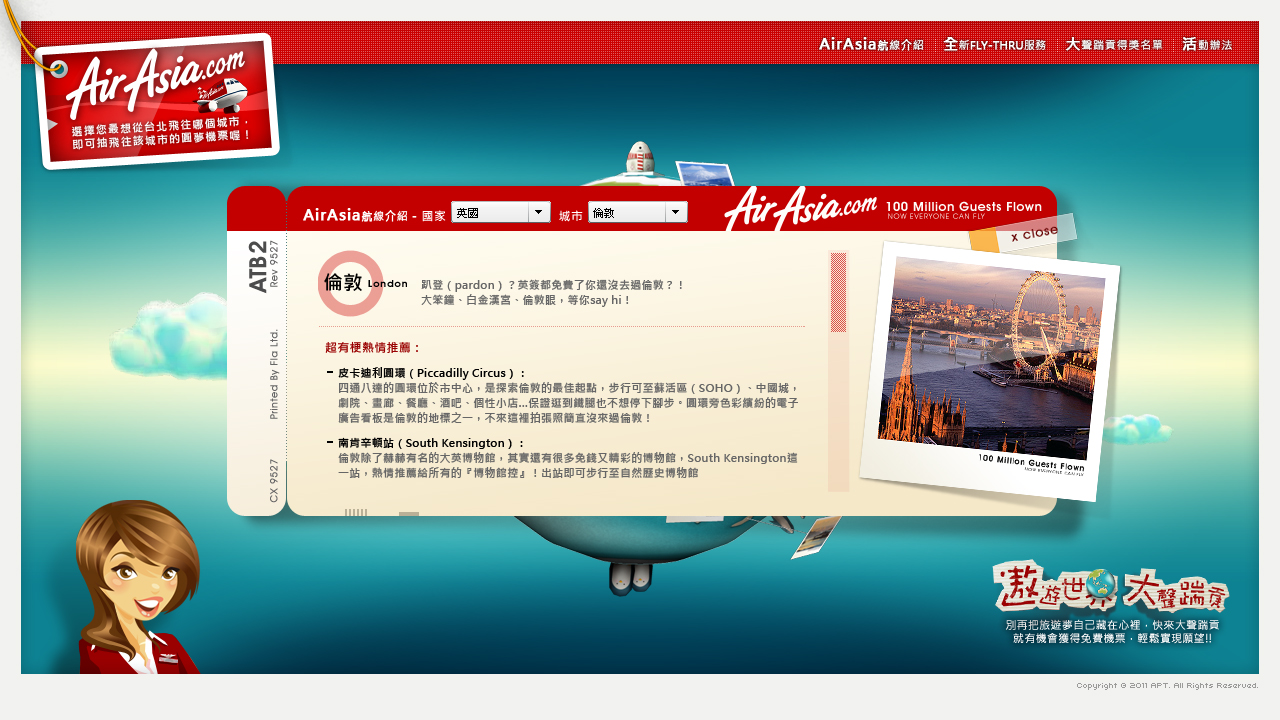 AirAsia航線介紹
全新FLY-THRU服務
大聲踹貢得獎名單
活動辦法
AirAsia.com
選擇您最想從台北飛往哪個城市，
即可抽飛往該城市的圓夢機票喔！
AirAsia航線介紹 - 國家 英國 城市 倫敦
AirAsia.com
100 Million Guests Flown
NOW EVERYONE CAN FLY
x close
ATB2
Rev 9527
Printed By Fla Ltd.
CX 9527
倫敦 London
趴登（pardon）？英簽都免費了你還沒去過倫敦？！
大笨鐘、白金漢宮、倫敦眼，等你say hi！
超有梗熱情推薦：
皮卡迪利圓環（Piccadilly Circus）：
四通八達的圓環位於市中心，是探索倫敦的最佳起點，步行可至蘇活區（SOHO）、中國城，
劇院、畫廊、餐廳、酒吧、個性小店...保證逛到鐵腿也不想停下腳步。圓環旁色彩繽紛的電子
廣告看板是倫敦的地標之一，不來這裡拍張照簡直沒來過倫敦！
南肯辛頓站（South Kensington）：
倫敦除了赫赫有名的大英博物館，其實還有很多免錢又精彩的博物館，South Kensington這
一站，熱情推薦給所有的『博物館控』！出站即可步行至自然歷史博物館
100 Million Guests Flown
NOW EVERYONE CAN FLY
遨遊世界 大聲踹貢
別再把旅遊夢自己藏在心裡，快來大聲踹貢
就有機會獲得免費機票，輕鬆實現願望!!
Copyright © 2011 APT. All Rights Reserved.